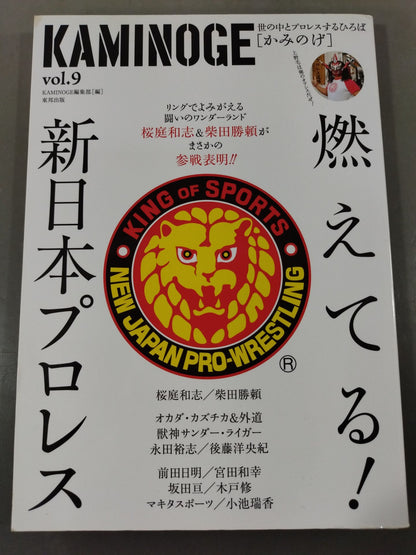 KAMINOGE
世の中とプロレスするひろば
[かみのげ]
vol.9
KAMINOGE編集部[編]
東邦出版
リングでよみがえる
闘いのワンダーランド
桜庭和志&柴田勝頼が
まさかの
参戦表明!!
燃えてる!
新日本プロレス
KING OF SPORTS
NEW JAPAN PRO-WRESTLING
®
桜庭和志/柴田勝頼
オカダ・カズチカ&外道
獣神サンダー・ライガー
永田裕志/後藤洋央紀
前田日明/宮田和幸
坂田亘/木戸修
マキタスポーツ/小池瑞香